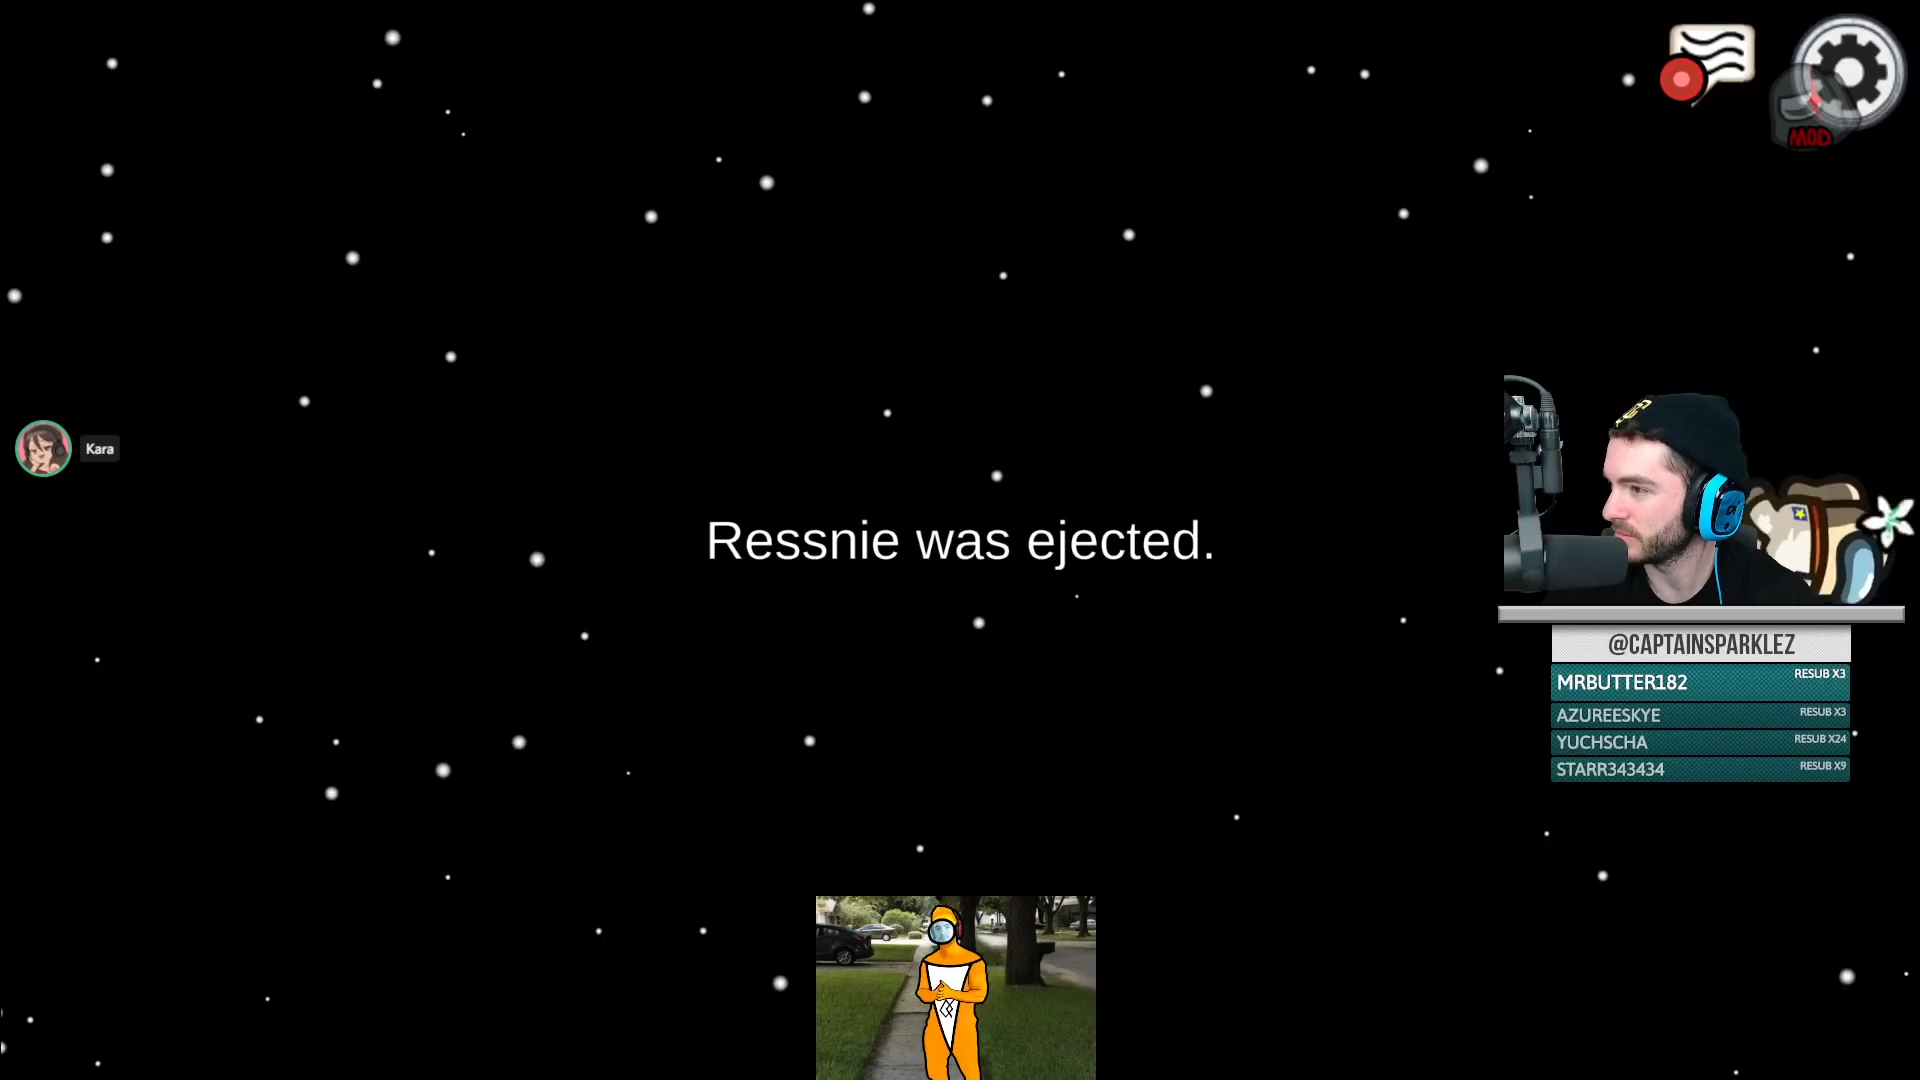 MOD
Kara
Ressnie was ejected.
@CAPTAINSPARKLEZ
MRBUTTER182 RESUB X3
AZUREESKYE RESUB X3
YUCHSCHA RESUB X24
STARR343434 RESUB X9